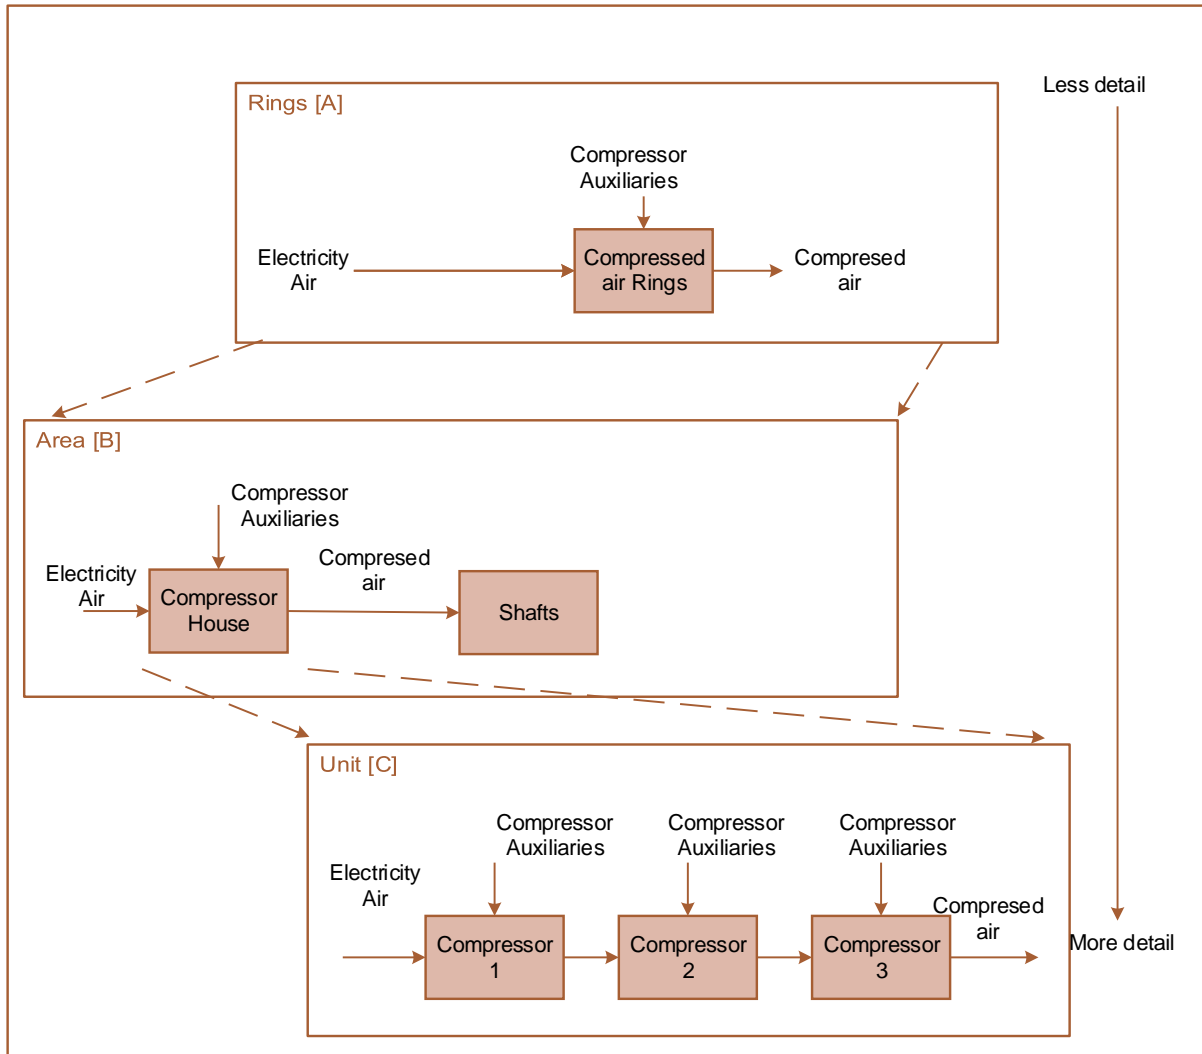 Less detail
Rings [A]
Compressor
Auxiliaries
Electricity
Air
Compressed
air Rings
Compresed
air
Area [B]
Compressor
Auxiliaries
Electricity
Air
Compressor
House
Compresed
air
Shafts
Unit [C]
Compressor
Auxiliaries
Compressor
Auxiliaries
Compressor
Auxiliaries
Electricity
Air
Compressor
1
Compressor
2
Compressor
3
Compresed
air
More detail